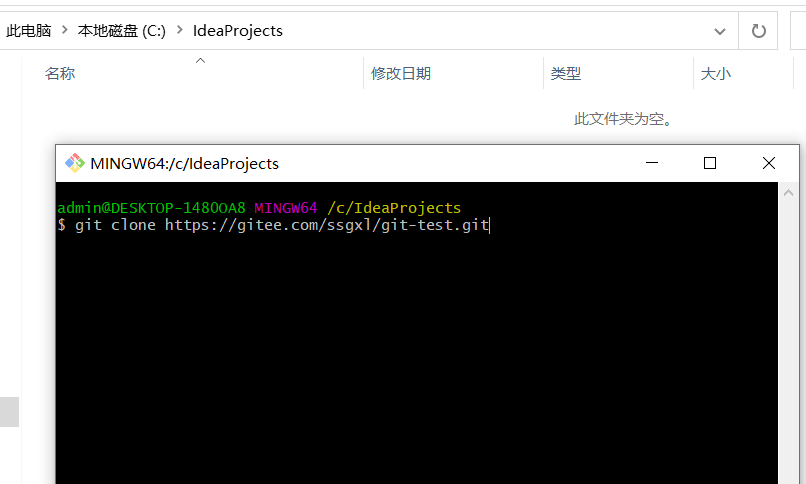 此电脑 > 本地磁盘 (C:) > IdeaProjects
名称 修改日期 类型 大小
此文件夹为空。
MINGW64:/c/IdeaProjects
admin@DESKTOP-148OOA8 MINGW64 /c/IdeaProjects
$ git clone https://gitee.com/ssgxl/git-test.git